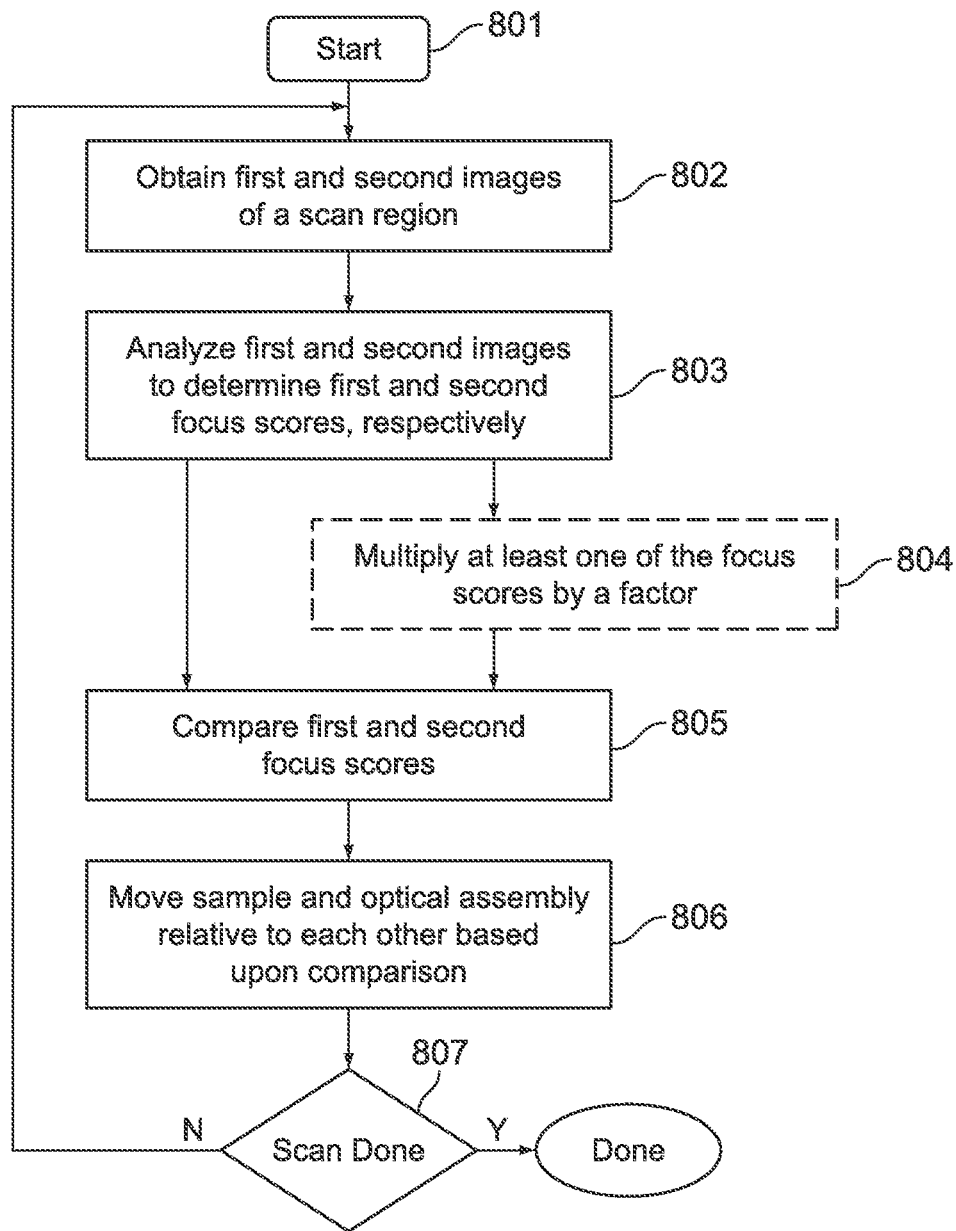 Start
801
Obtain first and second images
of a scan region
802
Analyze first and second images
to determine first and second
focus scores, respectively
803
Multiply at least one of the focus
scores by a factor
804
Compare first and second
focus scores
805
Move sample and optical assembly
relative to each other based
upon comparison
806
807
N
Scan Done
Y
Done